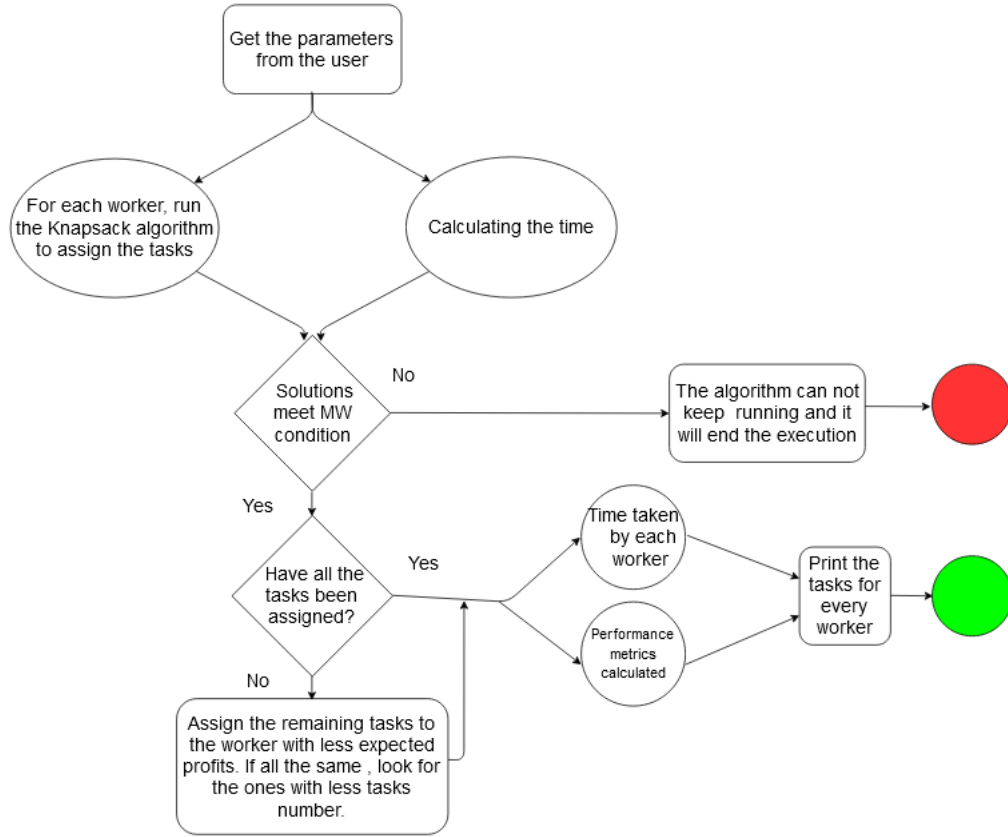 Get the parameters
from the user
For each worker, run
the Knapsack algorithm
to assign the tasks
Calculating the time
Solutions
meet MW
condition
No
The algorithm can not
keep running and it
will end the execution
Yes
Have all the
tasks been
assigned?
Yes
Time taken
by each
worker
Performance
metrics
calculated
Print the
tasks for
every
worker
No
Assign the remaining tasks to
the worker with less expected
profits. If all the same , look for
the ones with less tasks
number.